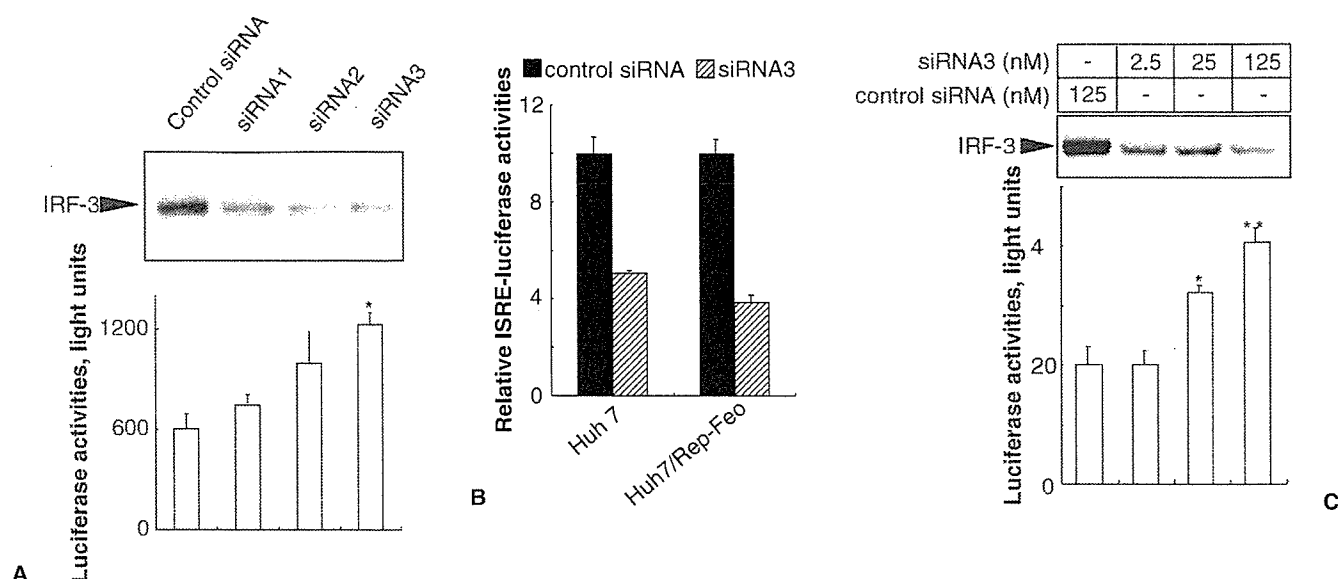 Control siRNA
siRNA1
siRNA2
siRNA3
IRF-3
Luciferase activities, light units
1200
600
0
*
A
control siRNA siRNA3
Relative ISRE-luciferase activities
12
8
4
0
Huh 7
Huh7/Rep-Feo
B
siRNA3 (nM) - 2.5 25 125
control siRNA (nM) 125 - - -
IRF-3
Luciferase activities, light units
4
20
0
*
**
C